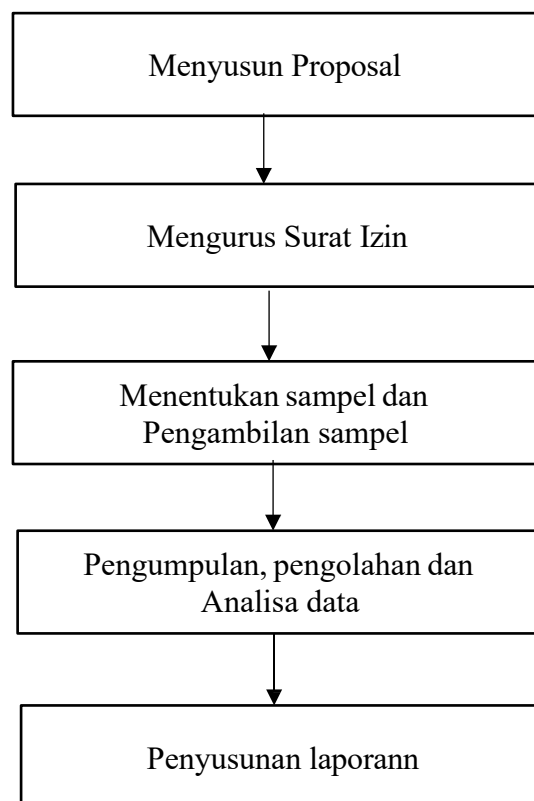 Menyusun Proposal
Mengurus Surat Izin
Menentukan sampel dan
Pengambilan sampel
Pengumpulan, pengolahan dan
Analisa data
Penyusunan laporann